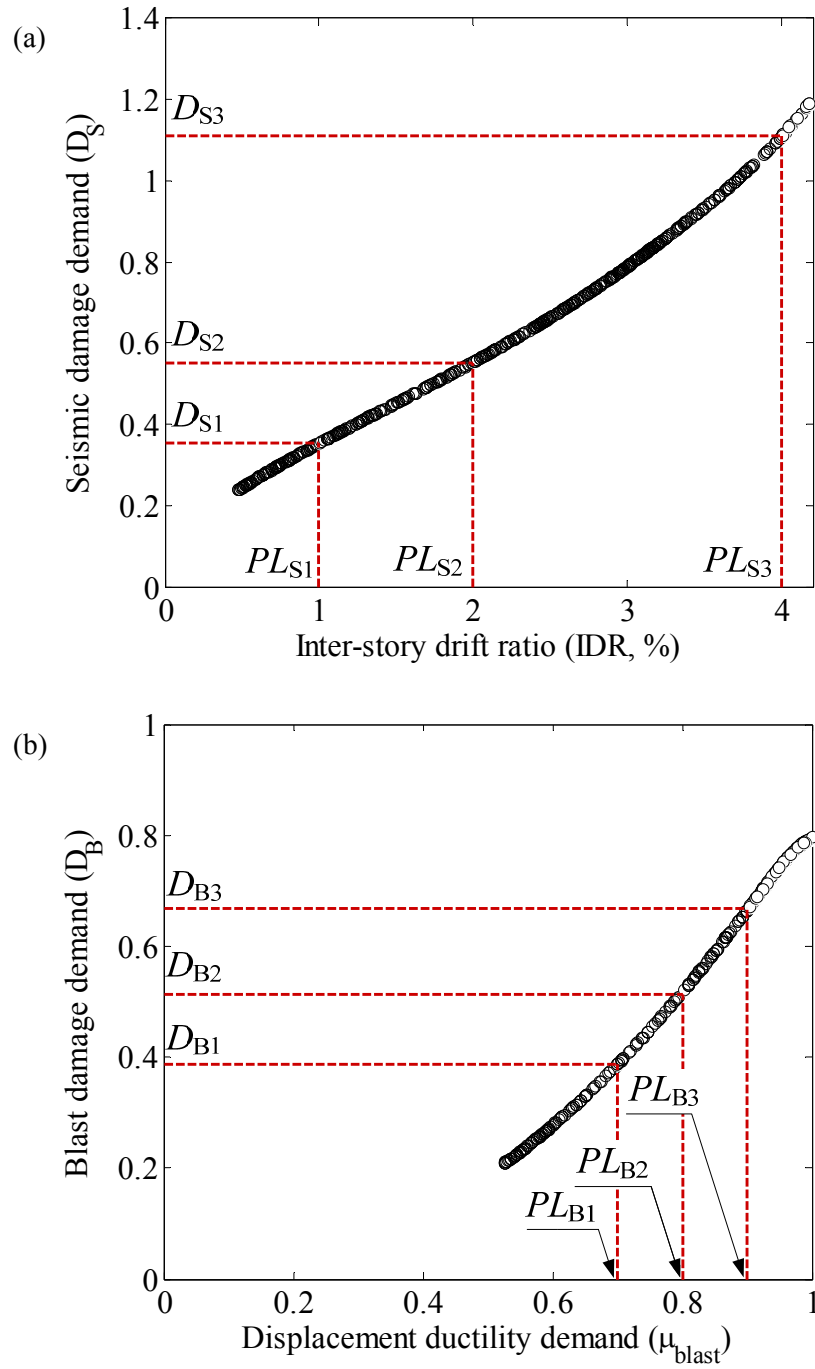 (a)
1.4
1.2
1
0.8
0.6
0.4
0.2
0
Seismic damage demand (D_S)
D_S3
D_S2
D_S1
PL_S1
PL_S2
PL_S3
0 1 2 3 4
Inter-story drift ratio (IDR, %)
(b)
1
0.8
0.6
0.4
0.2
0
Blast damage demand (D_B)
D_B3
D_B2
D_B1
PL_B3
PL_B2
PL_B1
0 0.2 0.4 0.6 0.8 1
Displacement ductility demand (μ_blast)